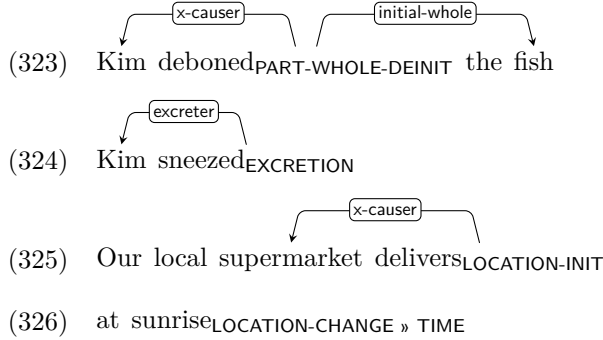 x-causer initial-whole
(323) Kim deboned PART-WHOLE-DEINIT the fish
excreter
(324) Kim sneezed EXCRETION
x-causer
(325) Our local supermarket delivers LOCATION-INIT
(326) at sunrise LOCATION-CHANGE » TIME